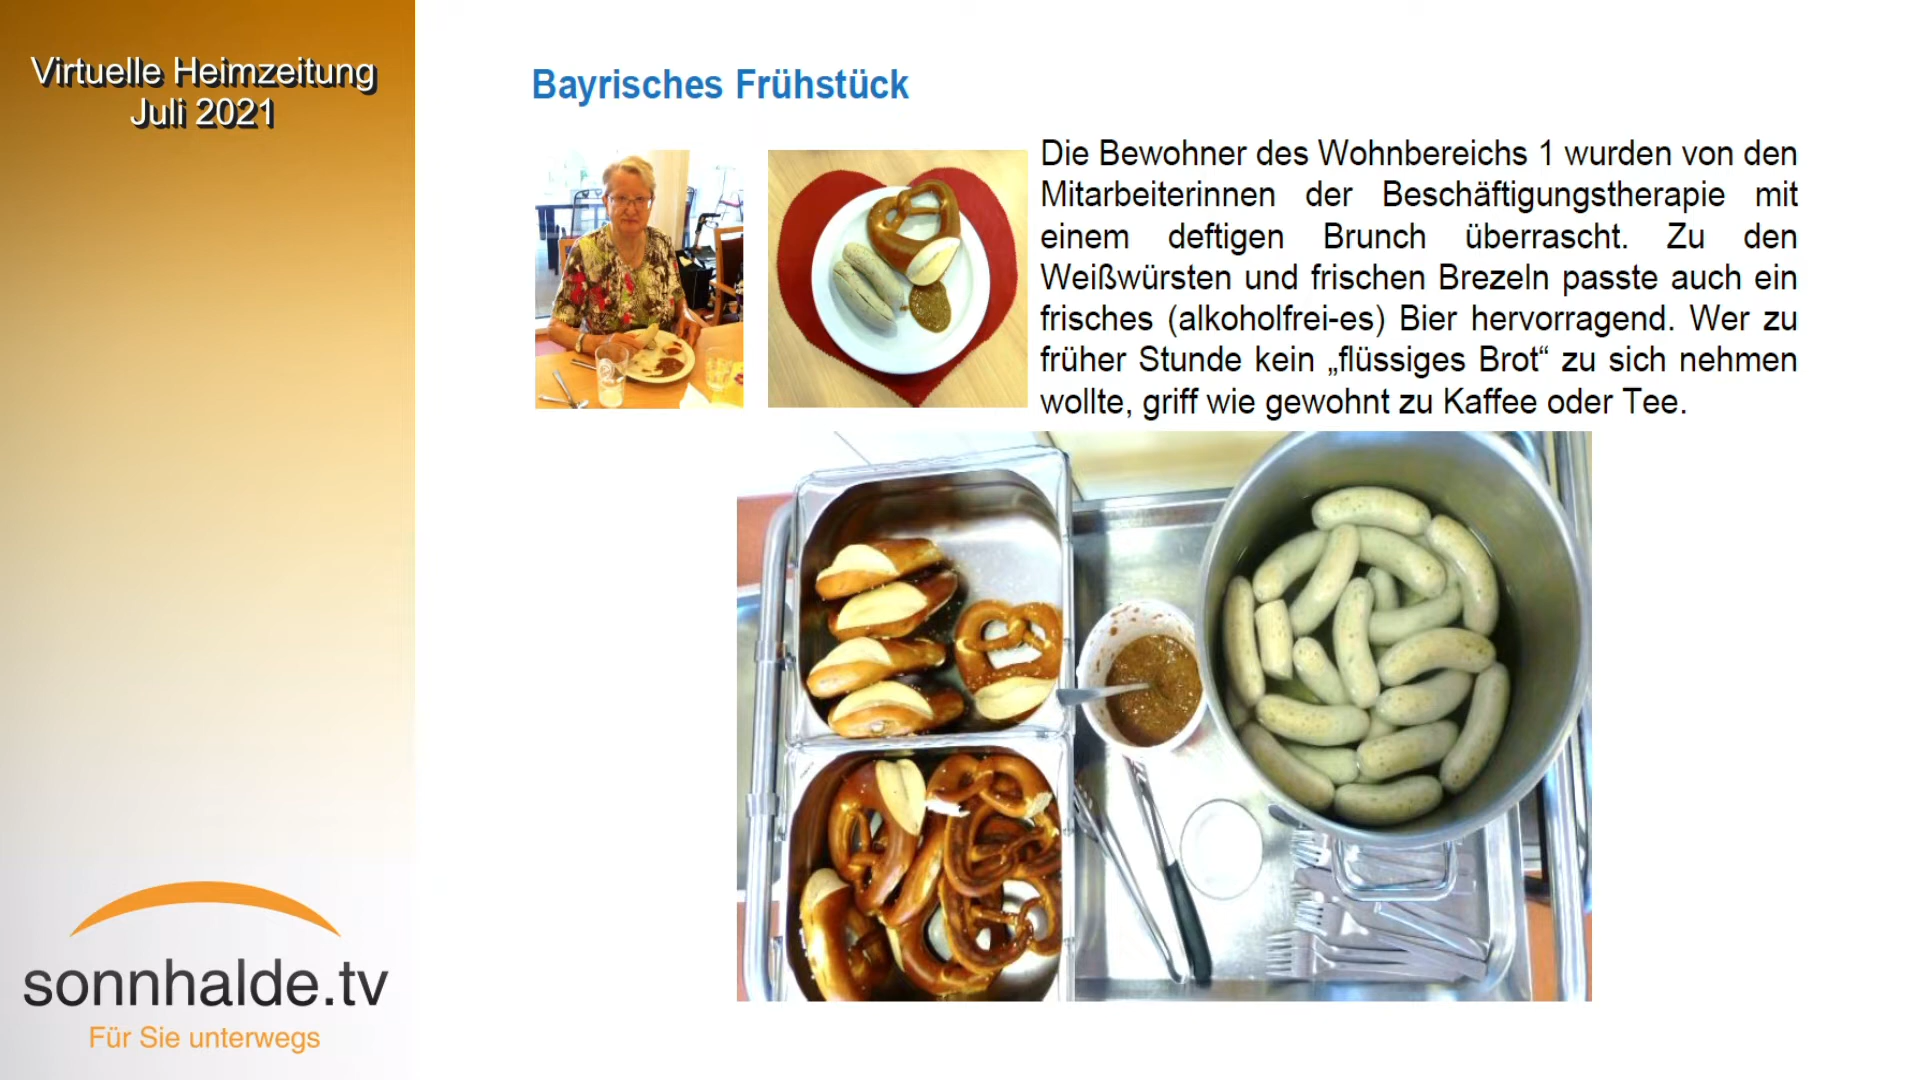 Virtuelle Heimzeitung
Juli 2021
Bayrisches Frühstück
Die Bewohner des Wohnbereichs 1 wurden von den
Mitarbeiterinnen der Beschäftigungstherapie mit
einem deftigen Brunch überrascht. Zu den
Weißwürsten und frischen Brezeln passte auch ein
frisches (alkoholfrei-es) Bier hervorragend. Wer zu
früher Stunde kein „flüssiges Brot“ zu sich nehmen
wollte, griff wie gewohnt zu Kaffee oder Tee.
sonnhalde.tv
Für Sie unterwegs